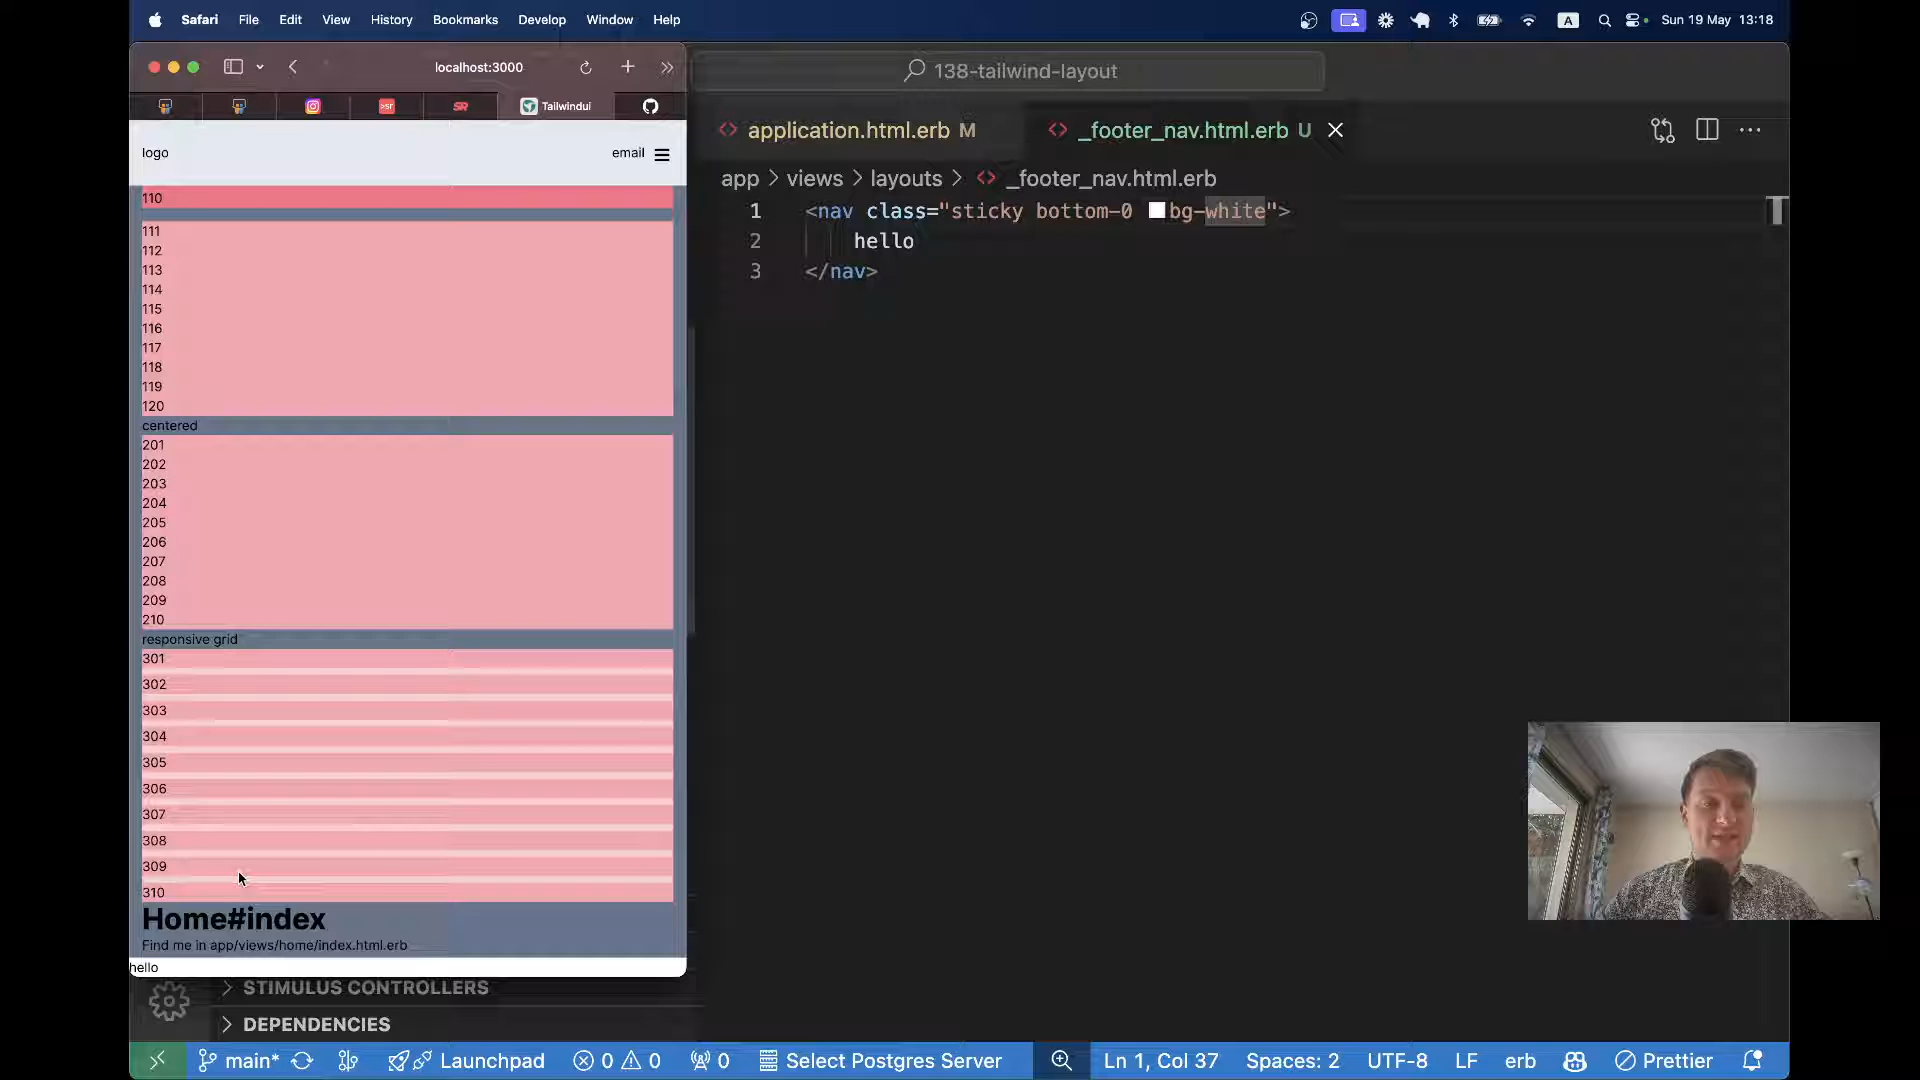 Safari File Edit View History Bookmarks Develop Window Help A Sun 19 May 13:18
localhost:3000
138-tailwind-layout
>SF SR Tailwindui
application.html.erb M _footer_nav.html.erb U
logo email
app > views > layouts > _footer_nav.html.erb
110
1 <nav class="sticky bottom-0 bg-white">
2 hello
3 </nav>
111
112
113
114
115
116
117
118
119
120
centered
201
202
203
204
205
206
207
208
209
210
responsive grid
301
302
303
304
305
306
307
308
309
310
Home#index
Find me in app/views/home/index.html.erb
hello
STIMULUS CONTROLLERS
DEPENDENCIES
main* Launchpad 0 0 0 Select Postgres Server Ln 1, Col 37 Spaces: 2 UTF-8 LF erb Prettier